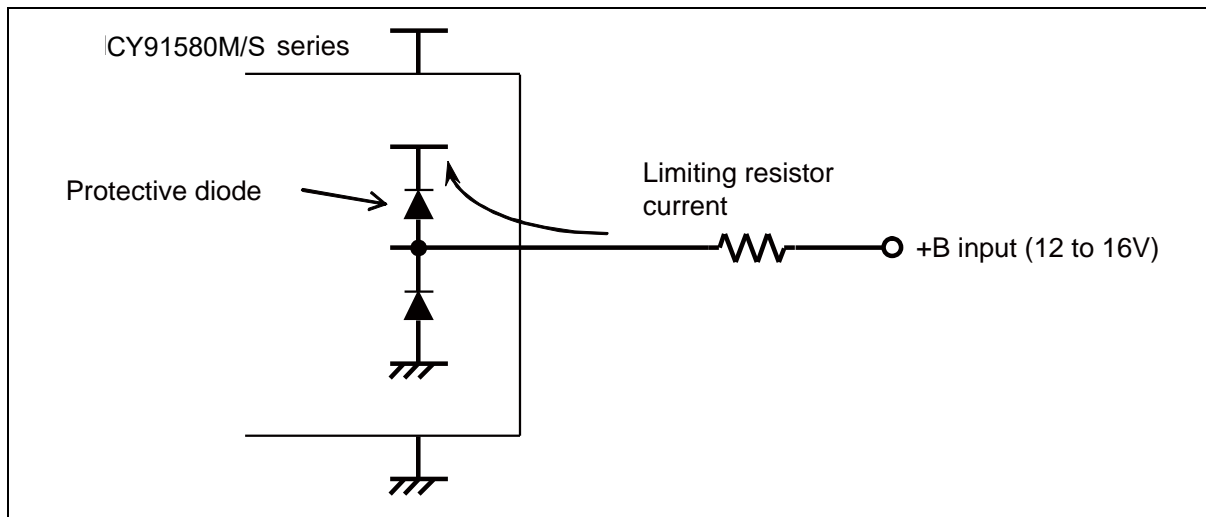 CY91580M/S series
Protective diode
Limiting resistor
current
+B input (12 to 16V)